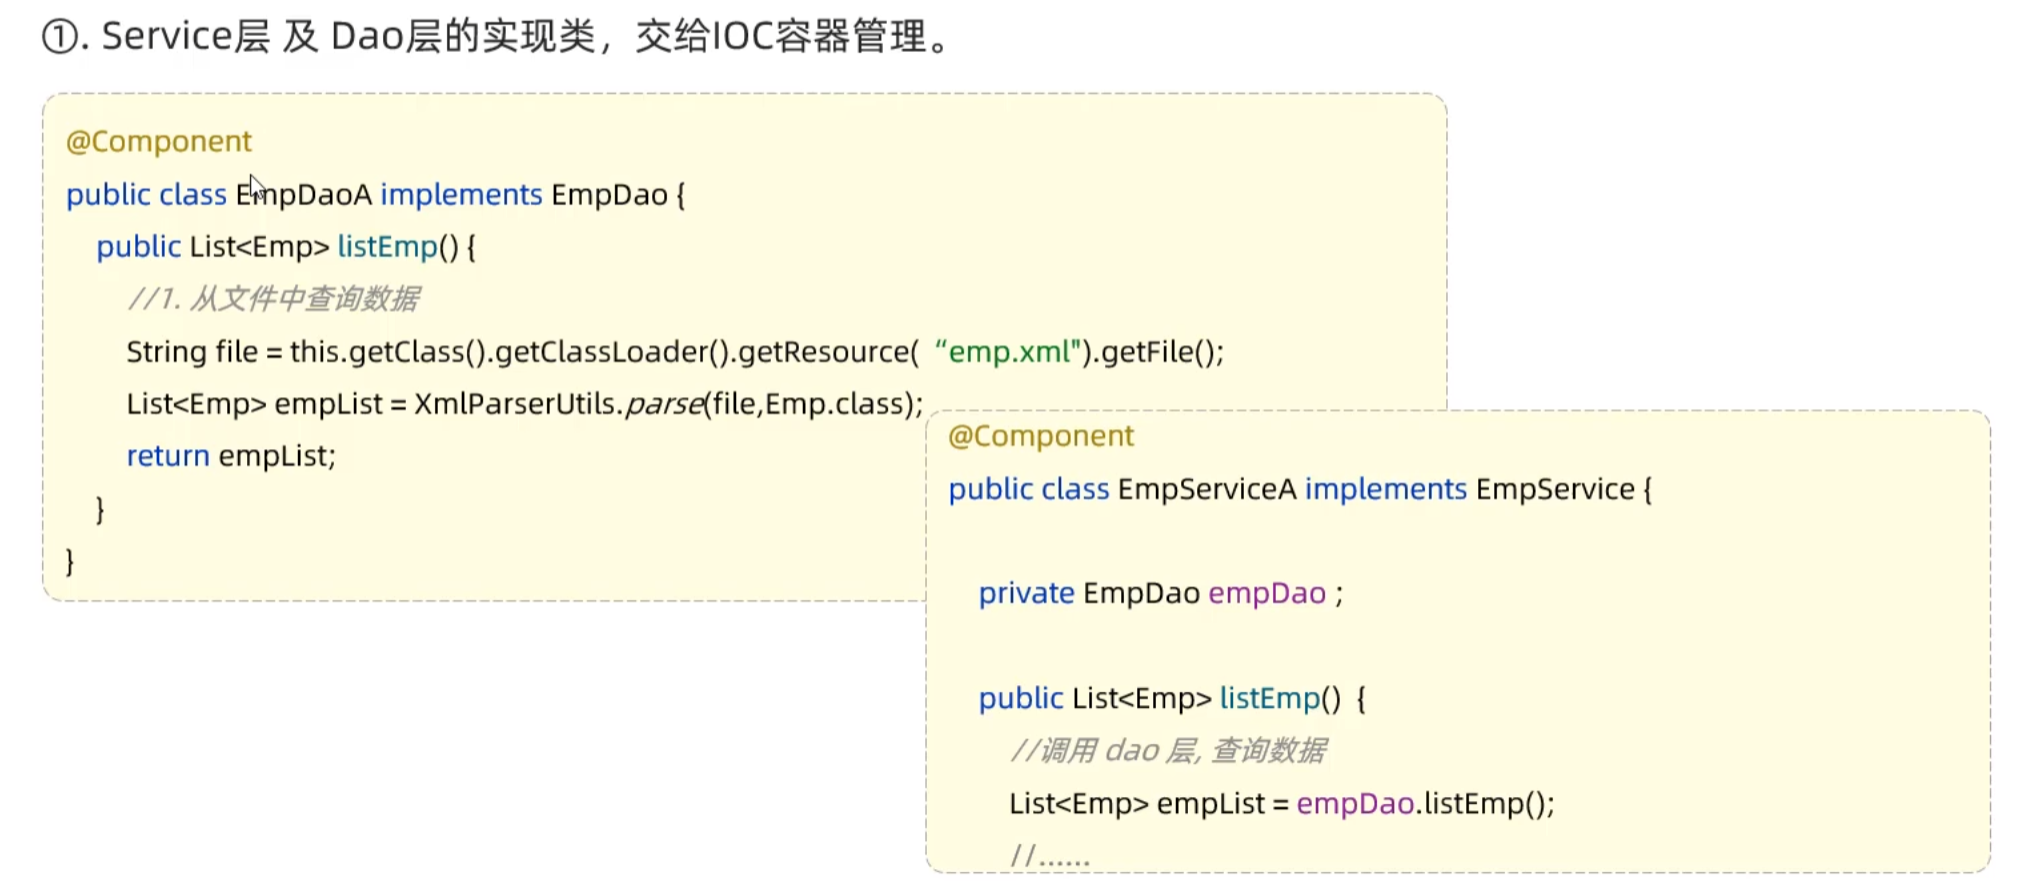 ①. Service层 及 Dao层的实现类，交给IOC容器管理。
@Component
public class EmpDaoA implements EmpDao {
public List<Emp> listEmp() {
//1. 从文件中查询数据
String file = this.getClass().getClassLoader().getResource( “emp.xml").getFile();
List<Emp> empList = XmlParserUtils.parse(file,Emp.class);
return empList;
}
}
@Component
public class EmpServiceA implements EmpService {
private EmpDao empDao ;
public List<Emp> listEmp() {
//调用 dao 层, 查询数据
List<Emp> empList = empDao.listEmp();
//......